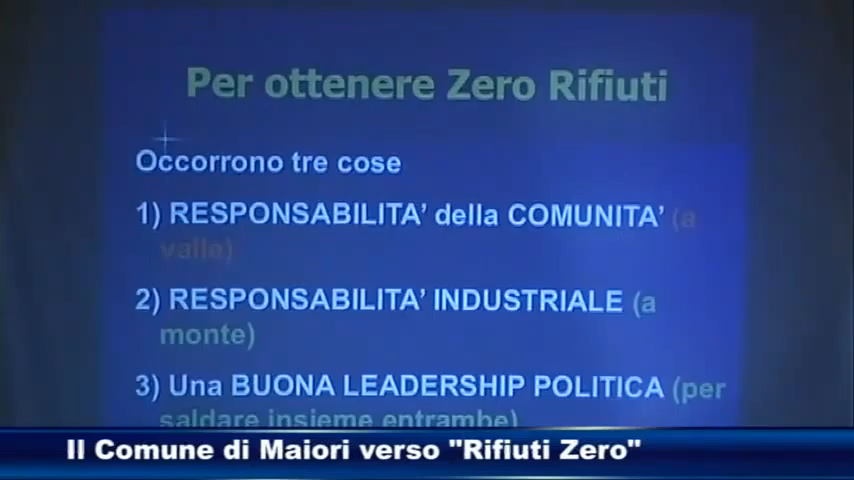 Per ottenere Zero Rifiuti
Occorrono tre cose
1) RESPONSABILITA' della COMUNITA' (a
valle)
2) RESPONSABILITA' INDUSTRIALE (a
monte)
3) Una BUONA LEADERSHIP POLITICA (per
saldare insieme entrambe)
Il Comune di Maiori verso "Rifiuti Zero"